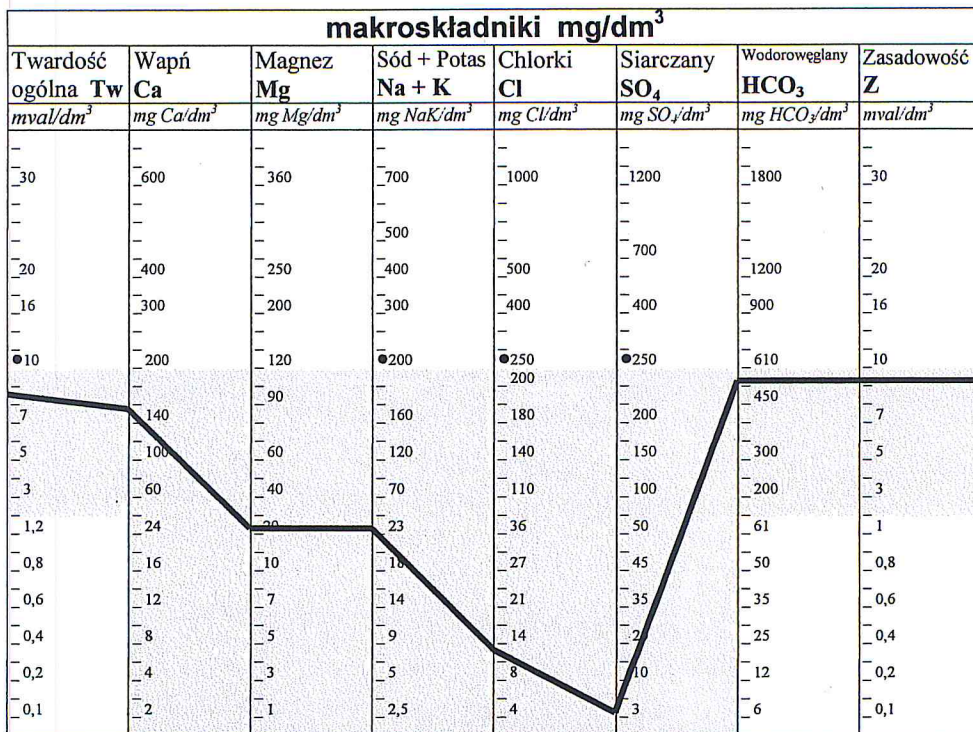 makroskładniki mg/dm³
Twardość Wapń Magnez Sód + Potas Chlorki Siarczany Wodorowęglany Zasadowość
ogólna Tw Ca Mg Na + K Cl SO₄ HCO₃ Z
mval/dm³ mg Ca/dm³ mg Mg/dm³ mg NaK/dm³ mg Cl/dm³ mg SO₄/dm³ mg HCO₃/dm³ mval/dm³
30 600 360 700 1000 1200 1800 30
500 700
20 400 250 400 500 1200 20
16 300 200 300 400 400 900 16
10 200 120 200 250 250 610 10
200
7 140 90 160 180 200 450 7
5 100 60 120 140 150 300 5
3 60 40 70 110 100 200 3
1,2 24 20 23 36 50 61 1
0,8 16 10 18 27 45 50 0,8
0,6 12 7 14 21 35 35 0,6
0,4 8 5 9 14 25 0,4
0,2 4 3 5 8 10 12 0,2
0,1 2 1 2,5 4 3 6 0,1